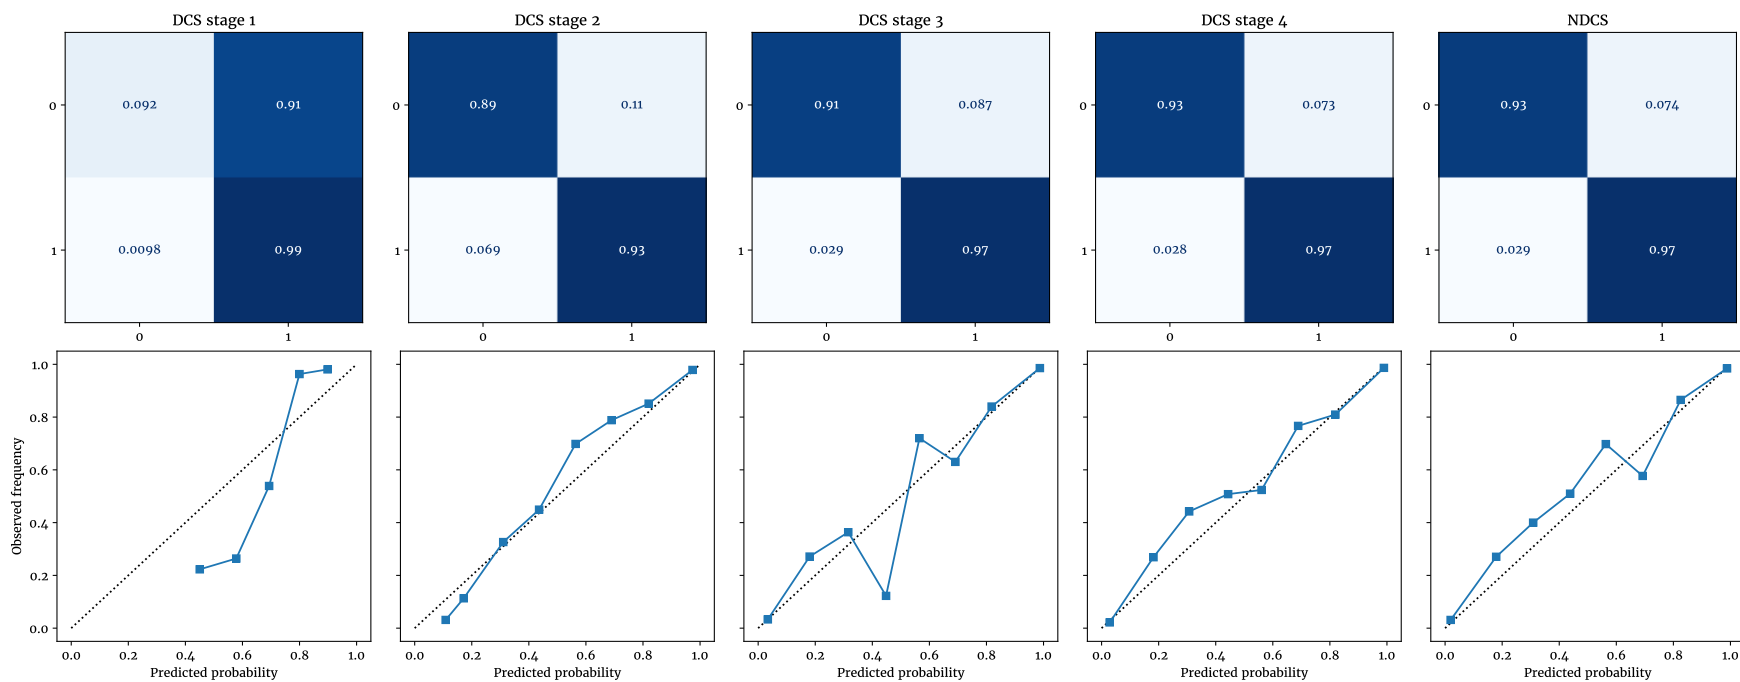 DCS stage 1
DCS stage 2
DCS stage 3
DCS stage 4
NDCS
0 0.092 0.91
0 0.89 0.11
0 0.91 0.087
0 0.93 0.073
0 0.93 0.074
1 0.0098 0.99
1 0.069 0.93
1 0.029 0.97
1 0.028 0.97
1 0.029 0.97
0 1
0 1
0 1
0 1
0 1
1.0
0.8
0.6
0.4
0.2
0.0
Observed frequency
0.0 0.2 0.4 0.6 0.8 1.0
0.0 0.2 0.4 0.6 0.8 1.0
0.0 0.2 0.4 0.6 0.8 1.0
0.0 0.2 0.4 0.6 0.8 1.0
0.0 0.2 0.4 0.6 0.8 1.0
Predicted probability
Predicted probability
Predicted probability
Predicted probability
Predicted probability